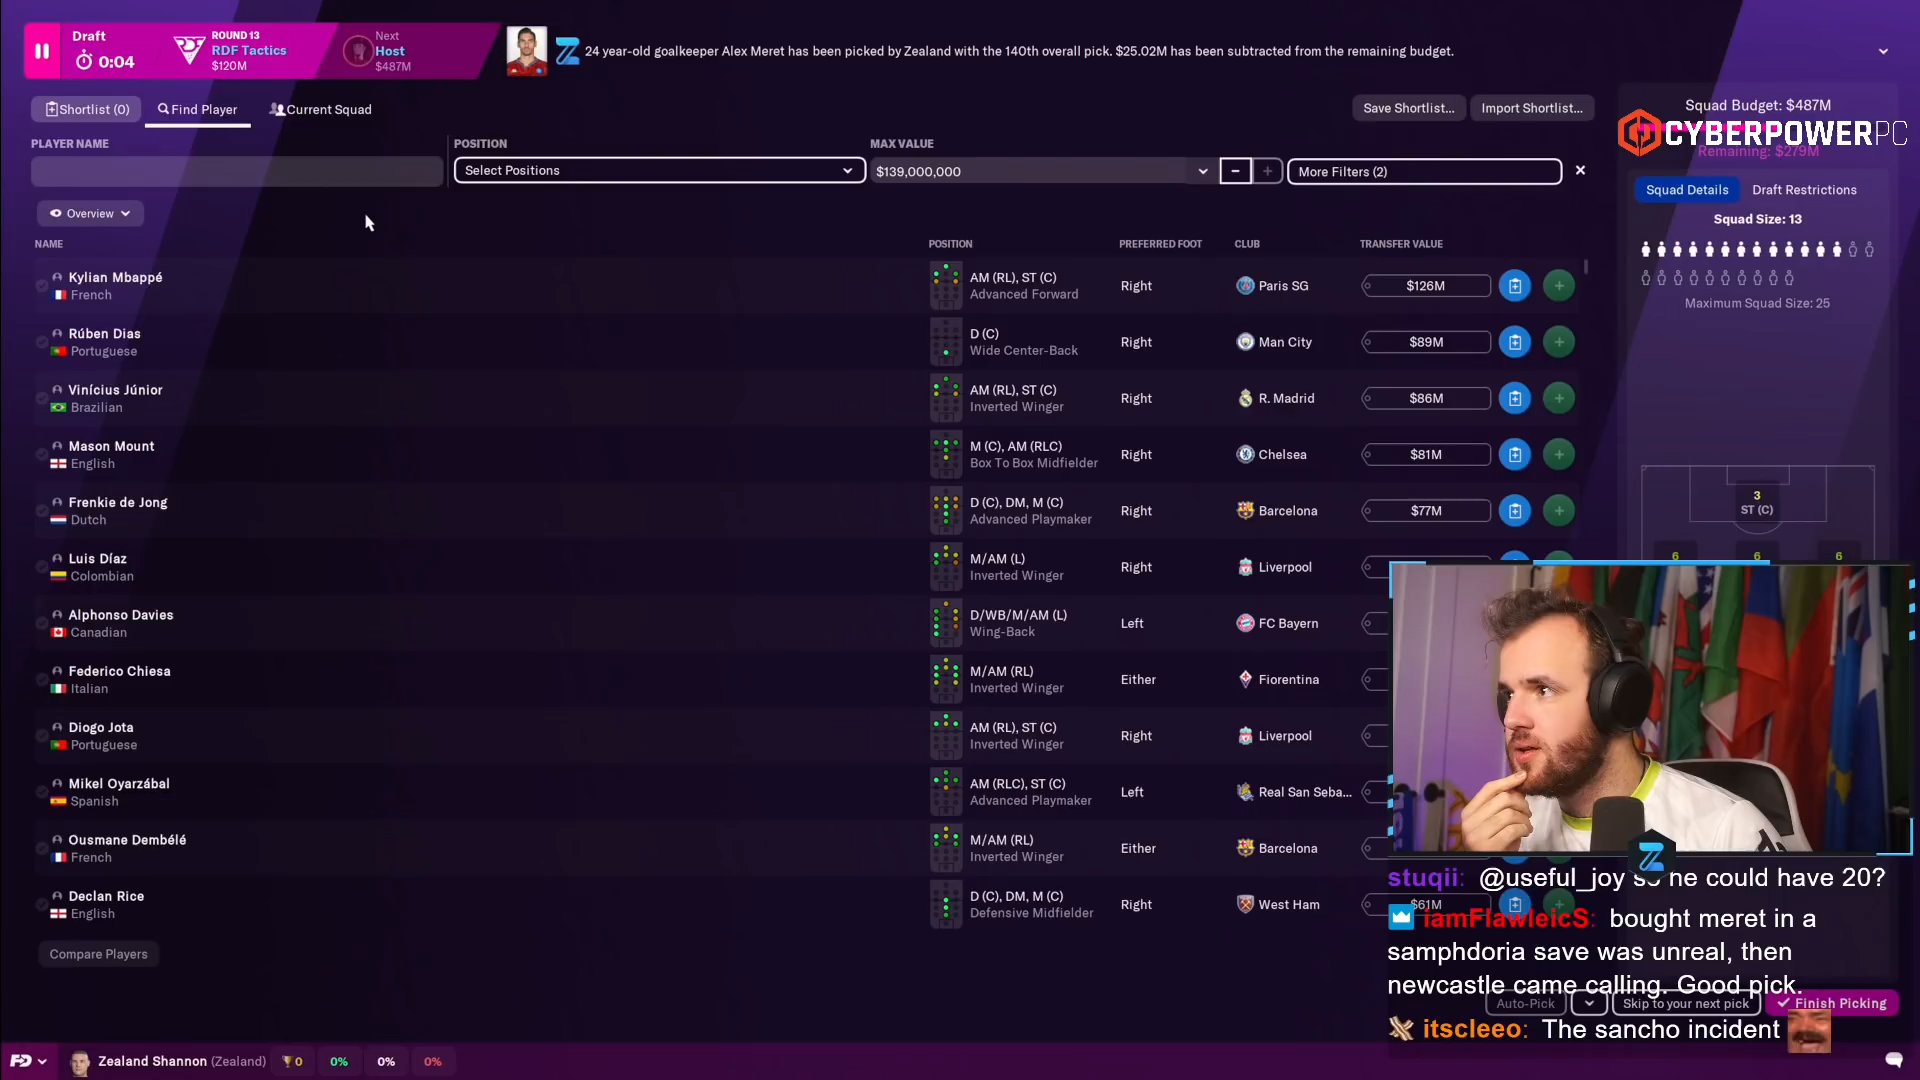 Draft
0:04
ROUND 13
RDF Tactics
$120M
Next
Host
$487M
24 year-old goalkeeper Alex Meret has been picked by Zealand with the 140th overall pick. $25.02M has been subtracted from the remaining budget.
Shortlist (0)
Find Player
Current Squad
Save Shortlist...
Import Shortlist...
PLAYER NAME
POSITION
MAX VALUE
Select Positions
$139,000,000
More Filters (2)
Overview
NAME
POSITION
PREFERRED FOOT
CLUB
TRANSFER VALUE
Kylian Mbappé
French
AM (RL), ST (C)
Advanced Forward
Right
Paris SG
$126M
Rúben Dias
Portuguese
D (C)
Wide Center-Back
Right
Man City
$89M
Vinícius Júnior
Brazilian
AM (RL), ST (C)
Inverted Winger
Right
R. Madrid
$86M
Mason Mount
English
M (C), AM (RLC)
Box To Box Midfielder
Right
Chelsea
$81M
Frenkie de Jong
Dutch
D (C), DM, M (C)
Advanced Playmaker
Right
Barcelona
$77M
Luis Díaz
Colombian
M/AM (L)
Inverted Winger
Right
Liverpool
Alphonso Davies
Canadian
D/WB/M/AM (L)
Wing-Back
Left
FC Bayern
Federico Chiesa
Italian
M/AM (RL)
Inverted Winger
Either
Fiorentina
Diogo Jota
Portuguese
AM (RL), ST (C)
Inverted Winger
Right
Liverpool
Mikel Oyarzábal
Spanish
AM (RLC), ST (C)
Advanced Playmaker
Left
Real San Seba...
Ousmane Dembélé
French
M/AM (RL)
Inverted Winger
Either
Barcelona
Declan Rice
English
D (C), DM, M (C)
Defensive Midfielder
Right
West Ham
$61M
Compare Players
Squad Budget: $487M
CYBERPOWERPC
Remaining: $279M
Squad Details
Draft Restrictions
Squad Size: 13
Maximum Squad Size: 25
3
ST (C)
6
6
6
stuqii: @useful_joy so he could have 20?
iamFlawleicS: bought meret in a
samphdoria save was unreal, then
newcastle came calling. Good pick.
itscleeo: The sancho incident
Auto-Pick
Skip to your next pick
Finish Picking
FD
Zealand Shannon (Zealand)
0
0%
0%
0%